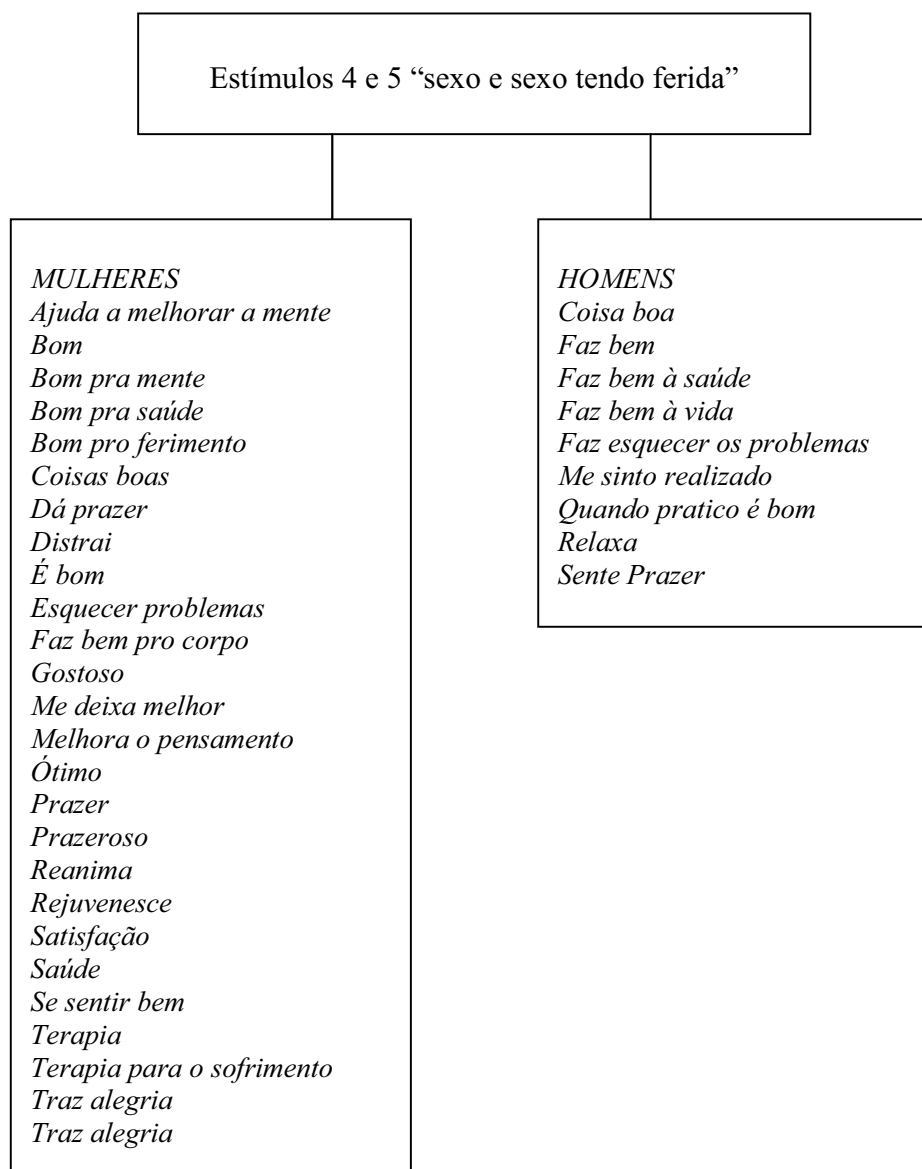 Estímulos 4 e 5 “sexo e sexo tendo ferida”
MULHERES
Ajuda a melhorar a mente
Bom
Bom pra mente
Bom pra saúde
Bom pro ferimento
Coisas boas
Dá prazer
Distrai
É bom
Esquecer problemas
Faz bem pro corpo
Gostoso
Me deixa melhor
Melhora o pensamento
Ótimo
Prazer
Prazeroso
Reanima
Rejuvenesce
Satisfação
Saúde
Se sentir bem
Terapia
Terapia para o sofrimento
Traz alegria
Traz alegria
HOMENS
Coisa boa
Faz bem
Faz bem à saúde
Faz bem à vida
Faz esquecer os problemas
Me sinto realizado
Quando pratico é bom
Relaxa
Sente Prazer